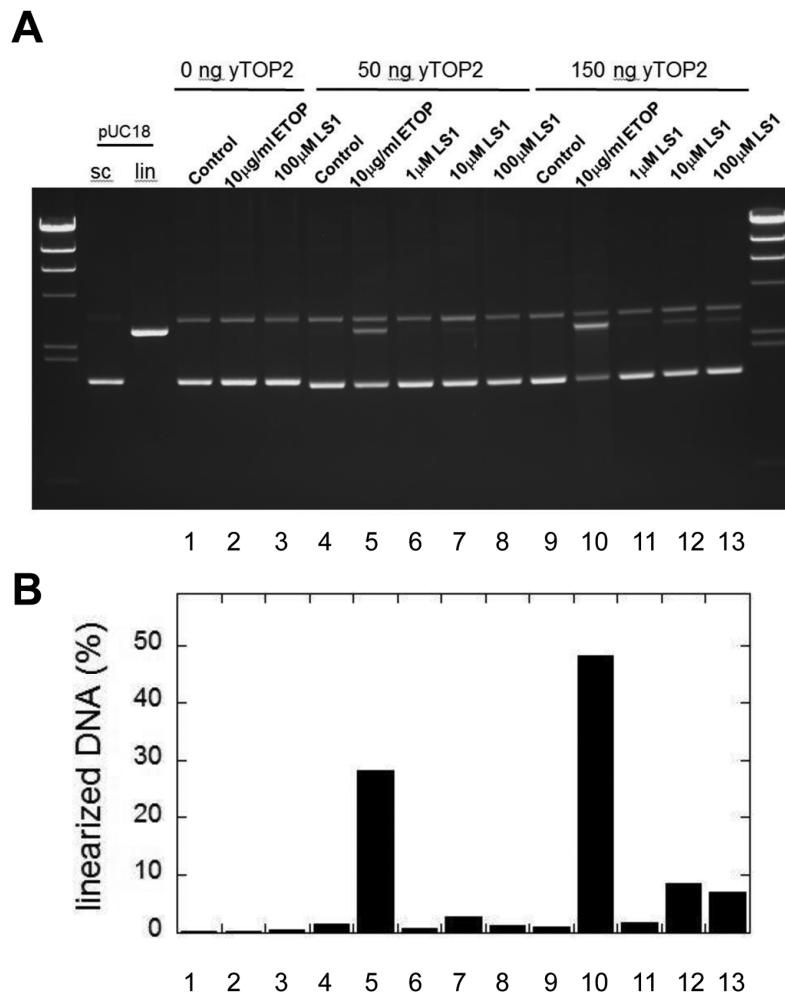 A
0 ng yTOP2 50 ng yTOP2 150 ng yTOP2
pUC18
sc lin Control 10µg/ml ETOP 100µM LS1 Control 10µg/ml ETOP 1µM LS1 10µM LS1 100µM LS1 Control 10µg/ml ETOP 1µM LS1 10µM LS1 100µM LS1
1 2 3 4 5 6 7 8 9 10 11 12 13
B
linearized DNA (%)
50
40
30
20
10
0
1 2 3 4 5 6 7 8 9 10 11 12 13